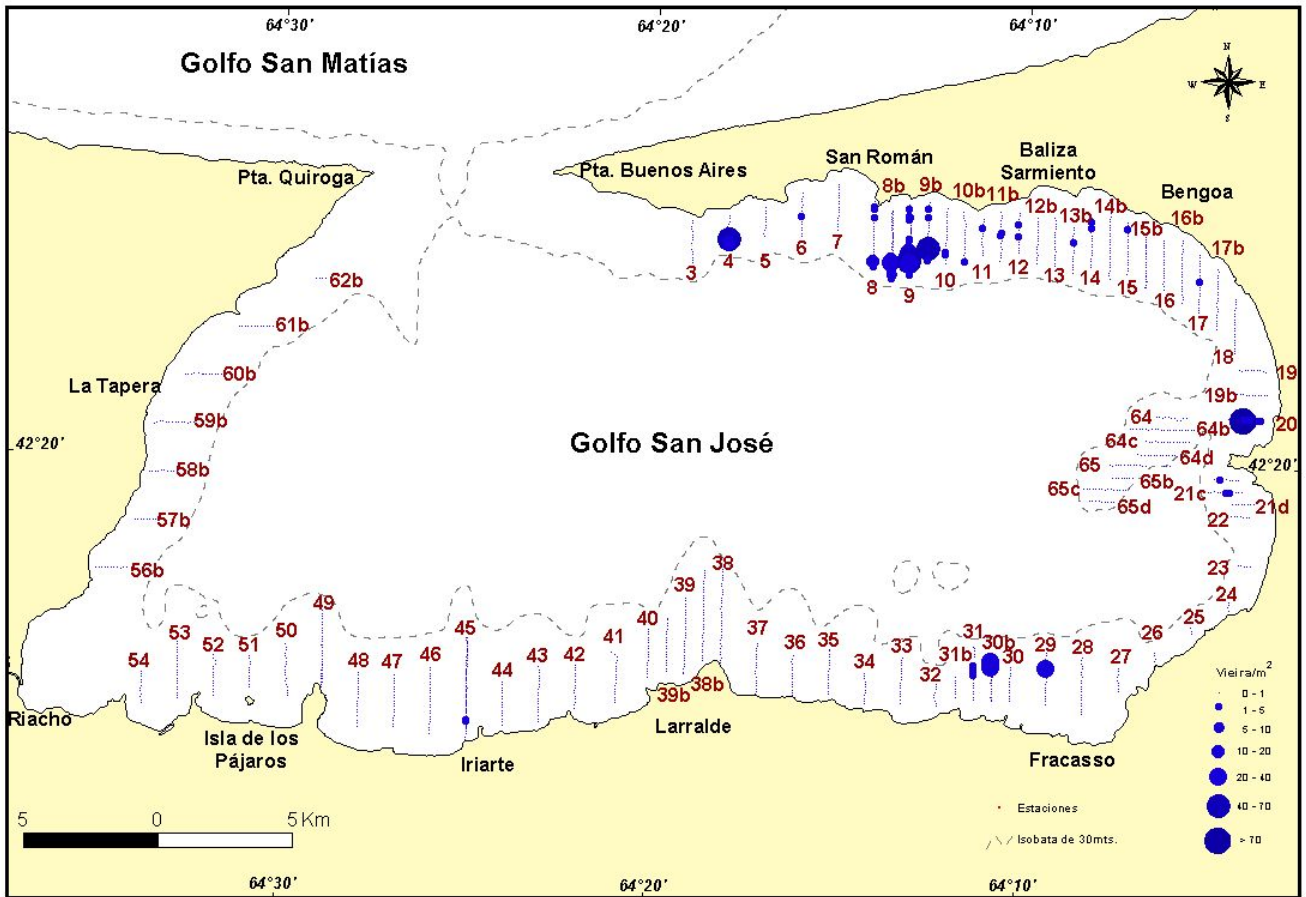 64°30'
64°20'
64°10'
Golfo San Matías
N
W
E
S
Pta. Quiroga
Pta. Buenos Aires
San Román
Baliza
Sarmiento
Bengoa
8b
9b
10b
11b
12b
13b
14b
15b
16b
17b
3
4
5
6
7
8
9
10
11
12
13
14
15
16
17
18
19
19b
20
62b
61b
60b
59b
58b
57b
56b
La Tapera
42°20'
Golfo San José
64
64b
64c
64d
65
65b
65c
65d
42°20'
21c
21d
22
23
24
25
26
27
28
29
30
30b
31
31b
32
33
34
35
36
37
38
38b
39
39b
40
41
42
43
44
45
46
47
48
49
50
51
52
53
54
Riacho
Isla de los
Pájaros
Iriarte
Larralde
Fracasso
Vieira/m²
0 - 1
1 - 5
5 - 10
10 - 20
20 - 40
40 - 70
> 70
Estaciones
Isobata de 30mts.
5
0
5 Km
64°30'
64°20'
64°10'